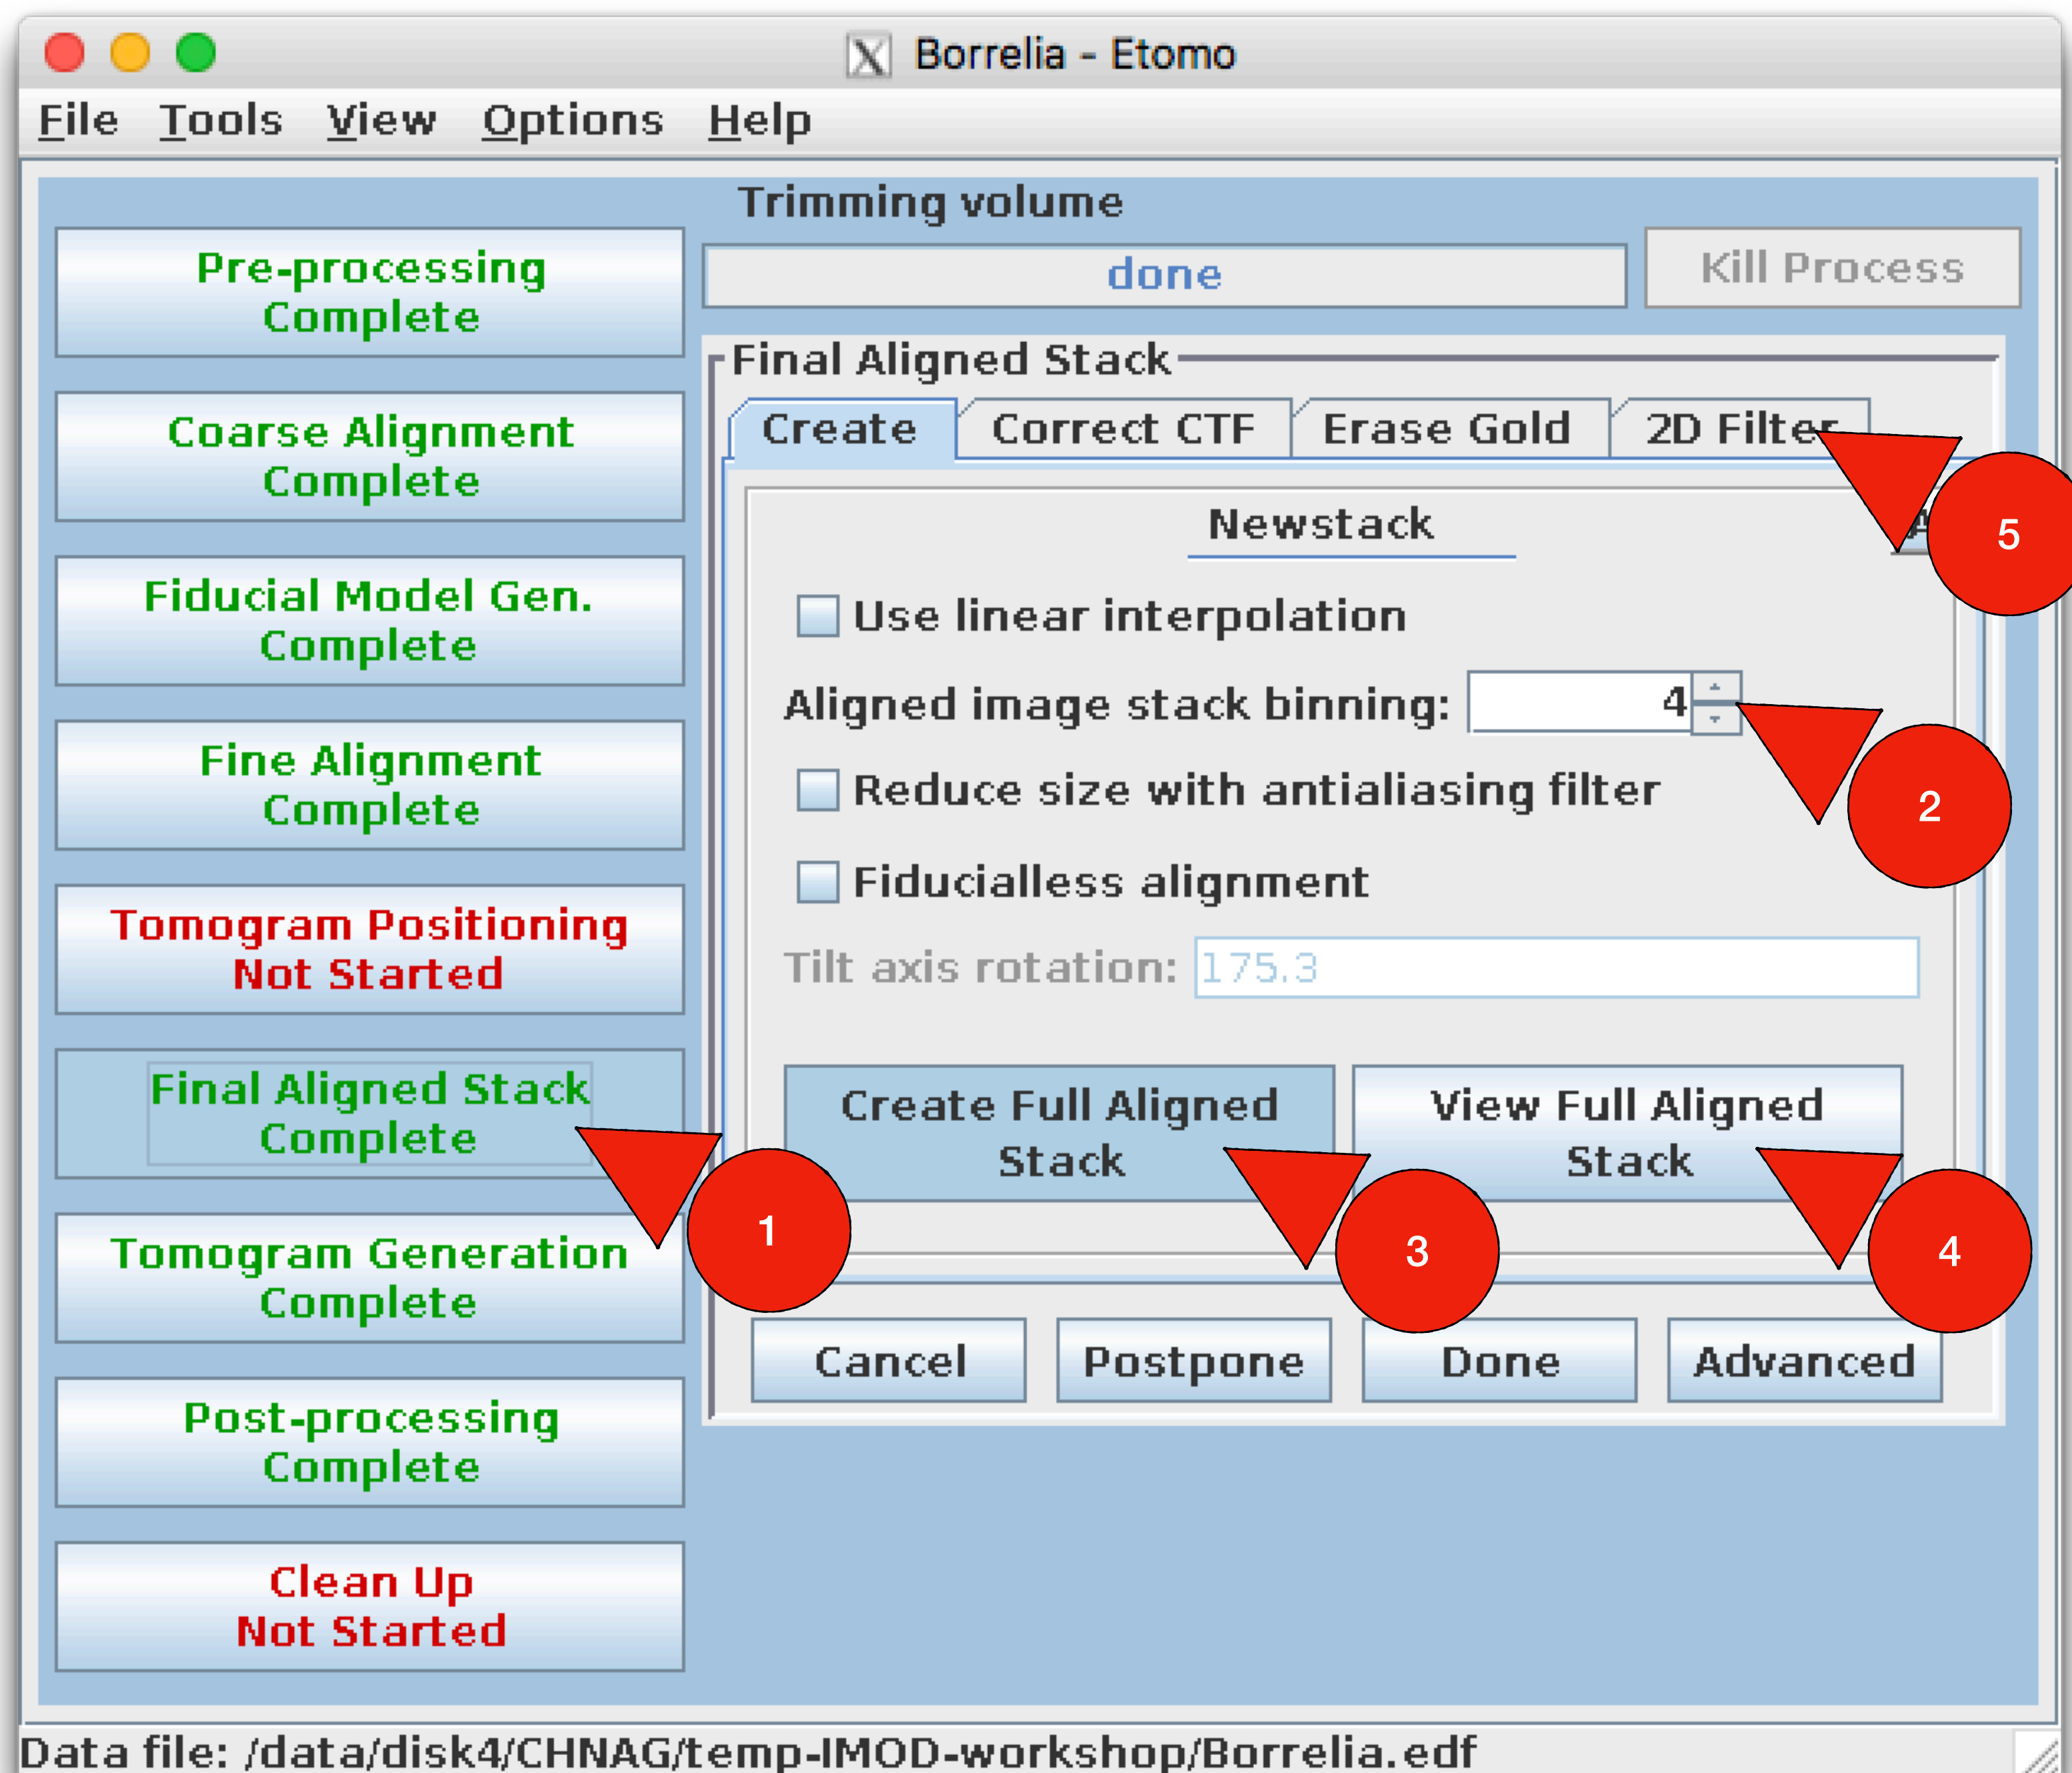 Borrelia - Etomo
File Tools View Options Help
Trimming volume
done
Kill Process
Pre-processing
Complete
Coarse Alignment
Complete
Fiducial Model Gen.
Complete
Fine Alignment
Complete
Tomogram Positioning
Not Started
Final Aligned Stack
Complete
Tomogram Generation
Complete
Post-processing
Complete
Clean Up
Not Started
Final Aligned Stack
Create Correct CTF Erase Gold 2D Filter
5
Newstack
Use linear interpolation
Aligned image stack binning: 4
2
Reduce size with antialiasing filter
Fiducialless alignment
Tilt axis rotation: 175.3
Create Full Aligned
Stack
View Full Aligned
Stack
1
3
4
Cancel Postpone Done Advanced
Data file: /data/disk4/CHNAG/temp-IMOD-workshop/Borrelia.edf